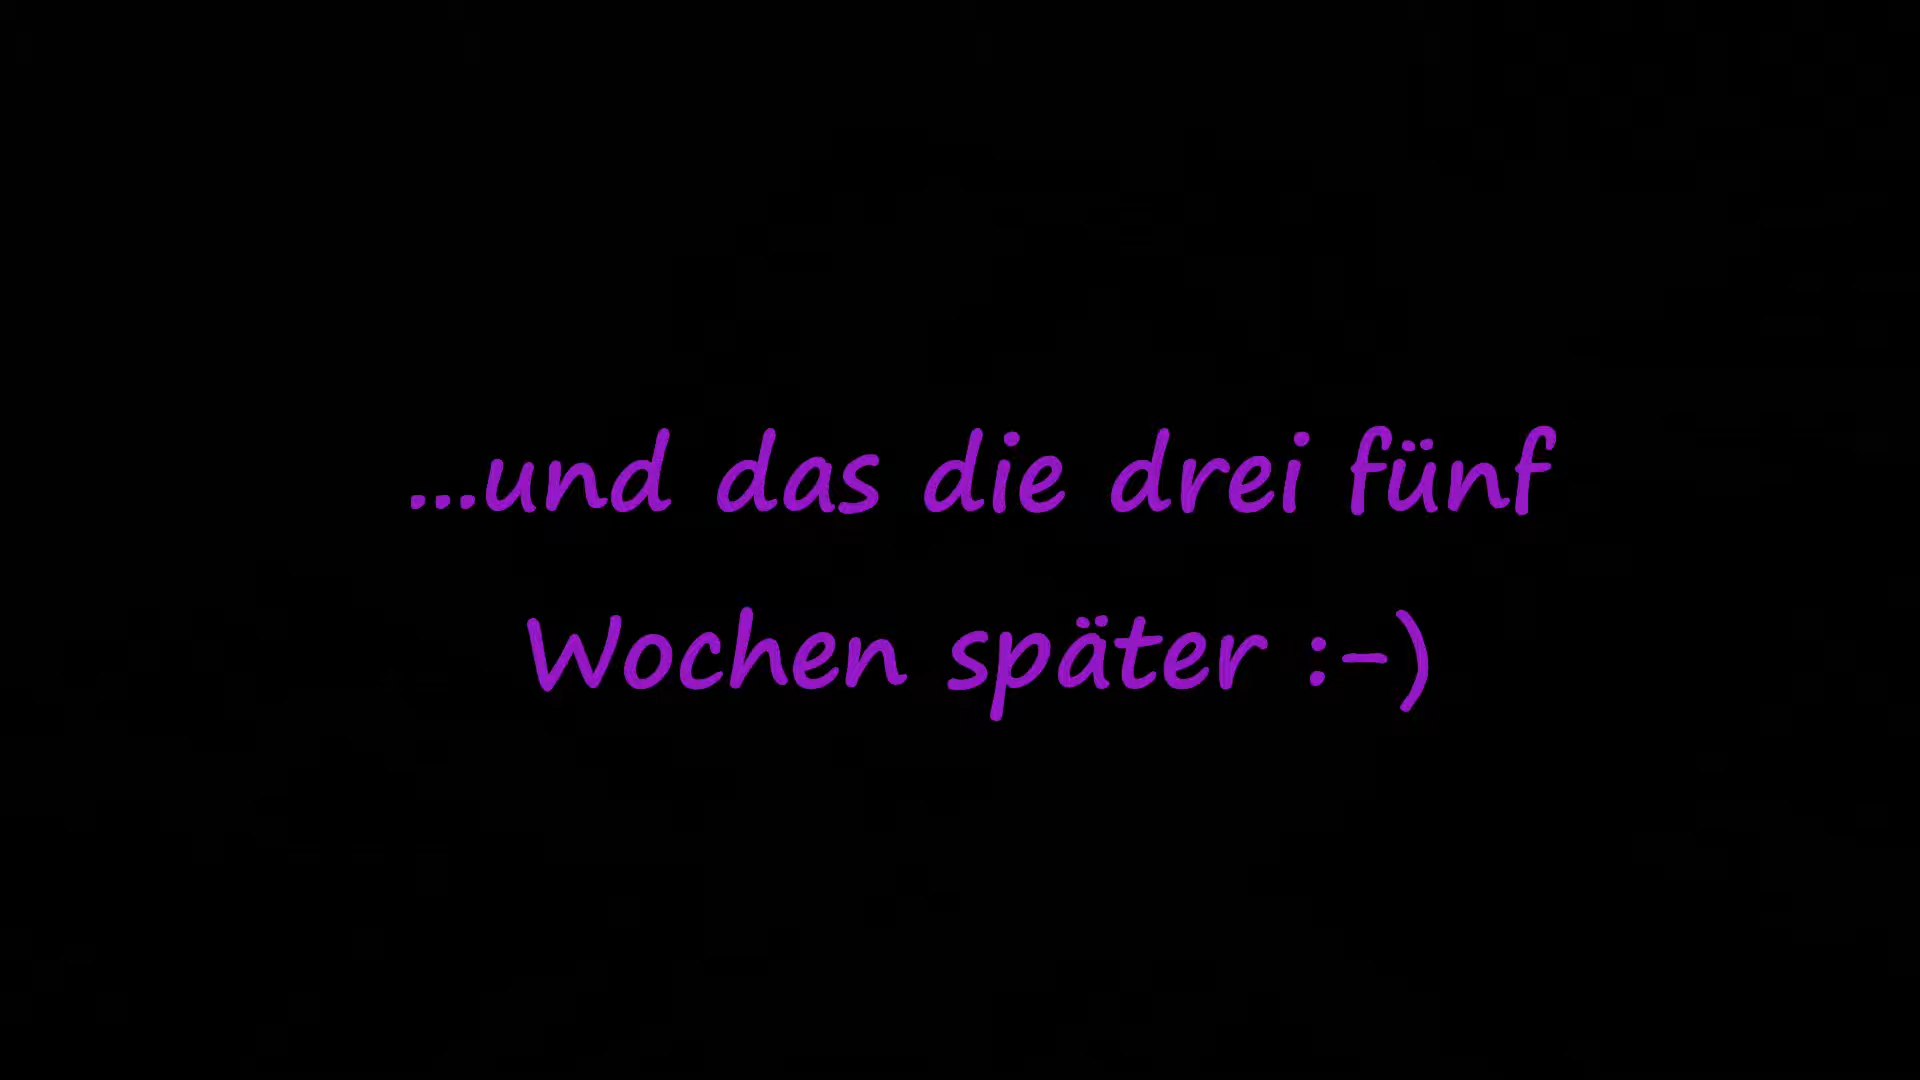 ...und das die drei fünf
Wochen später :-)